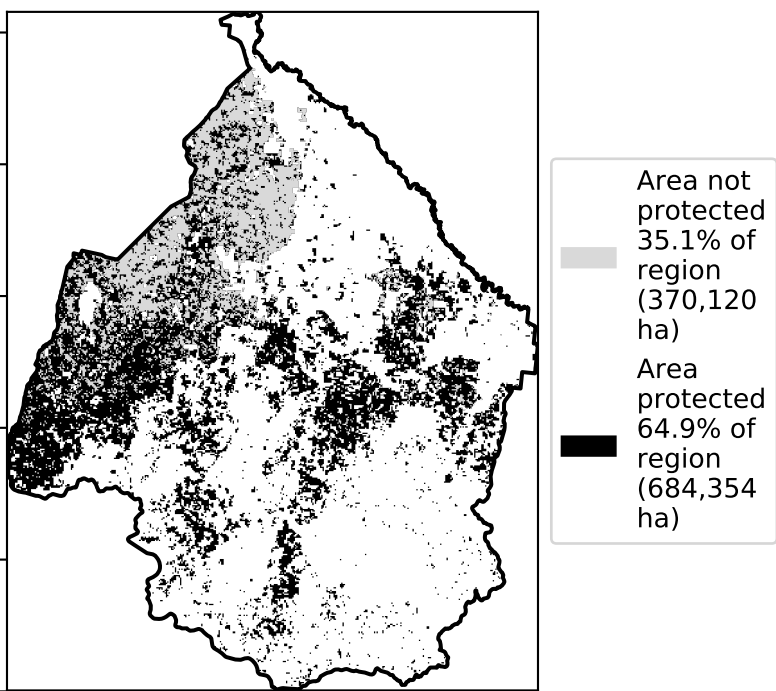 Area not
protected
35.1% of
region
(370,120
ha)
Area
protected
64.9% of
region
(684,354
ha)